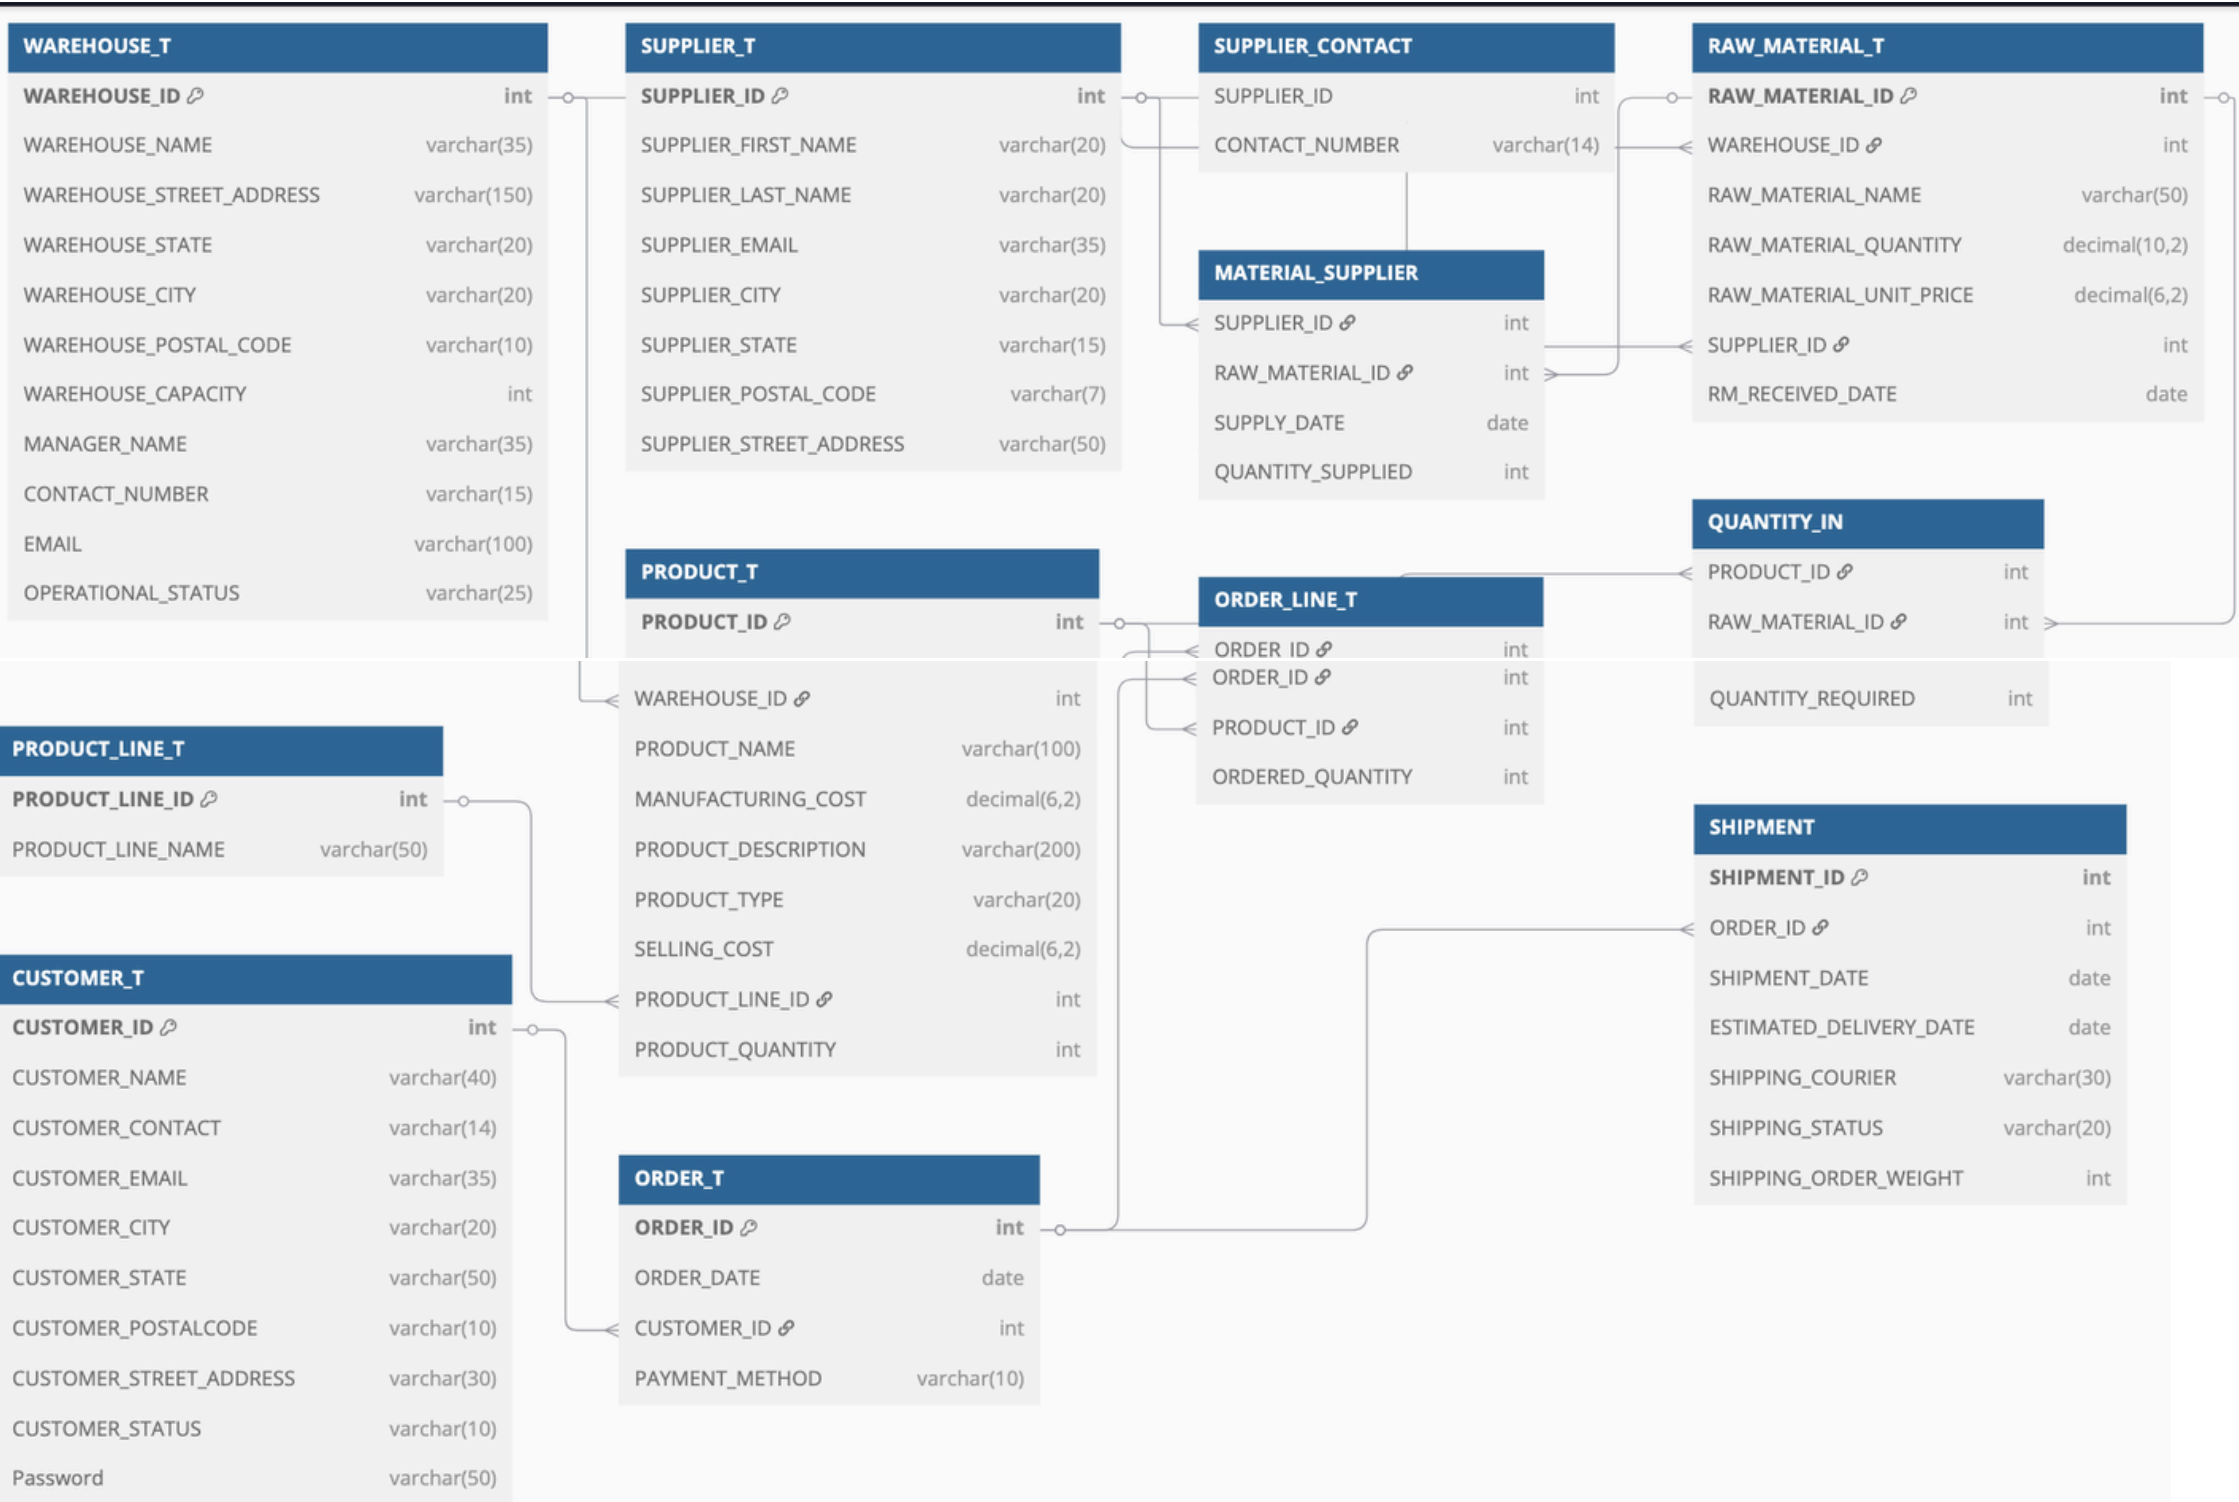 WAREHOUSE_T
WAREHOUSE_ID int
WAREHOUSE_NAME varchar(35)
WAREHOUSE_STREET_ADDRESS varchar(150)
WAREHOUSE_STATE varchar(20)
WAREHOUSE_CITY varchar(20)
WAREHOUSE_POSTAL_CODE varchar(10)
WAREHOUSE_CAPACITY int
MANAGER_NAME varchar(35)
CONTACT_NUMBER varchar(15)
EMAIL varchar(100)
OPERATIONAL_STATUS varchar(25)
SUPPLIER_T
SUPPLIER_ID int
SUPPLIER_FIRST_NAME varchar(20)
SUPPLIER_LAST_NAME varchar(20)
SUPPLIER_EMAIL varchar(35)
SUPPLIER_CITY varchar(20)
SUPPLIER_STATE varchar(15)
SUPPLIER_POSTAL_CODE varchar(7)
SUPPLIER_STREET_ADDRESS varchar(50)
SUPPLIER_CONTACT
SUPPLIER_ID int
CONTACT_NUMBER varchar(14)
MATERIAL_SUPPLIER
SUPPLIER_ID int
RAW_MATERIAL_ID int
SUPPLY_DATE date
QUANTITY_SUPPLIED int
RAW_MATERIAL_T
RAW_MATERIAL_ID int
WAREHOUSE_ID int
RAW_MATERIAL_NAME varchar(50)
RAW_MATERIAL_QUANTITY decimal(10,2)
RAW_MATERIAL_UNIT_PRICE decimal(6,2)
SUPPLIER_ID int
RM_RECEIVED_DATE date
QUANTITY_IN
PRODUCT_ID int
RAW_MATERIAL_ID int
QUANTITY_REQUIRED int
PRODUCT_T
PRODUCT_ID int
WAREHOUSE_ID int
PRODUCT_NAME varchar(100)
MANUFACTURING_COST decimal(6,2)
PRODUCT_DESCRIPTION varchar(200)
PRODUCT_TYPE varchar(20)
SELLING_COST decimal(6,2)
PRODUCT_LINE_ID int
PRODUCT_QUANTITY int
ORDER_LINE_T
ORDER_ID int
ORDER_ID int
PRODUCT_ID int
ORDERED_QUANTITY int
PRODUCT_LINE_T
PRODUCT_LINE_ID int
PRODUCT_LINE_NAME varchar(50)
SHIPMENT
SHIPMENT_ID int
ORDER_ID int
SHIPMENT_DATE date
ESTIMATED_DELIVERY_DATE date
SHIPPING_COURIER varchar(30)
SHIPPING_STATUS varchar(20)
SHIPPING_ORDER_WEIGHT int
CUSTOMER_T
CUSTOMER_ID int
CUSTOMER_NAME varchar(40)
CUSTOMER_CONTACT varchar(14)
CUSTOMER_EMAIL varchar(35)
CUSTOMER_CITY varchar(20)
CUSTOMER_STATE varchar(50)
CUSTOMER_POSTALCODE varchar(10)
CUSTOMER_STREET_ADDRESS varchar(30)
CUSTOMER_STATUS varchar(10)
Password varchar(50)
ORDER_T
ORDER_ID int
ORDER_DATE date
CUSTOMER_ID int
PAYMENT_METHOD varchar(10)